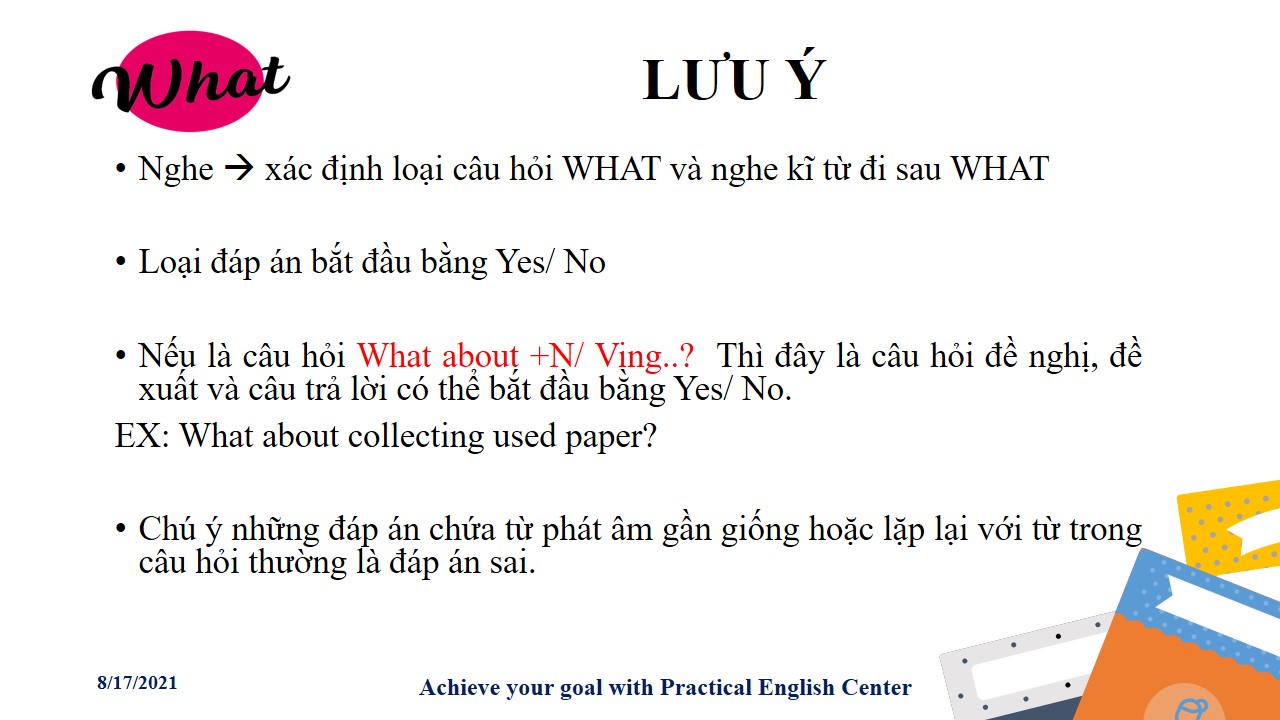 What
LƯU Ý
• Nghe → xác định loại câu hỏi WHAT và nghe kĩ từ đi sau WHAT
• Loại đáp án bắt đầu bằng Yes/ No
• Nếu là câu hỏi What about +N/ Ving..? Thì đây là câu hỏi đề nghị, đề
xuất và câu trả lời có thể bắt đầu bằng Yes/ No.
EX: What about collecting used paper?
• Chú ý những đáp án chứa từ phát âm gần giống hoặc lặp lại với từ trong
câu hỏi thường là đáp án sai.
8/17/2021
Achieve your goal with Practical English Center